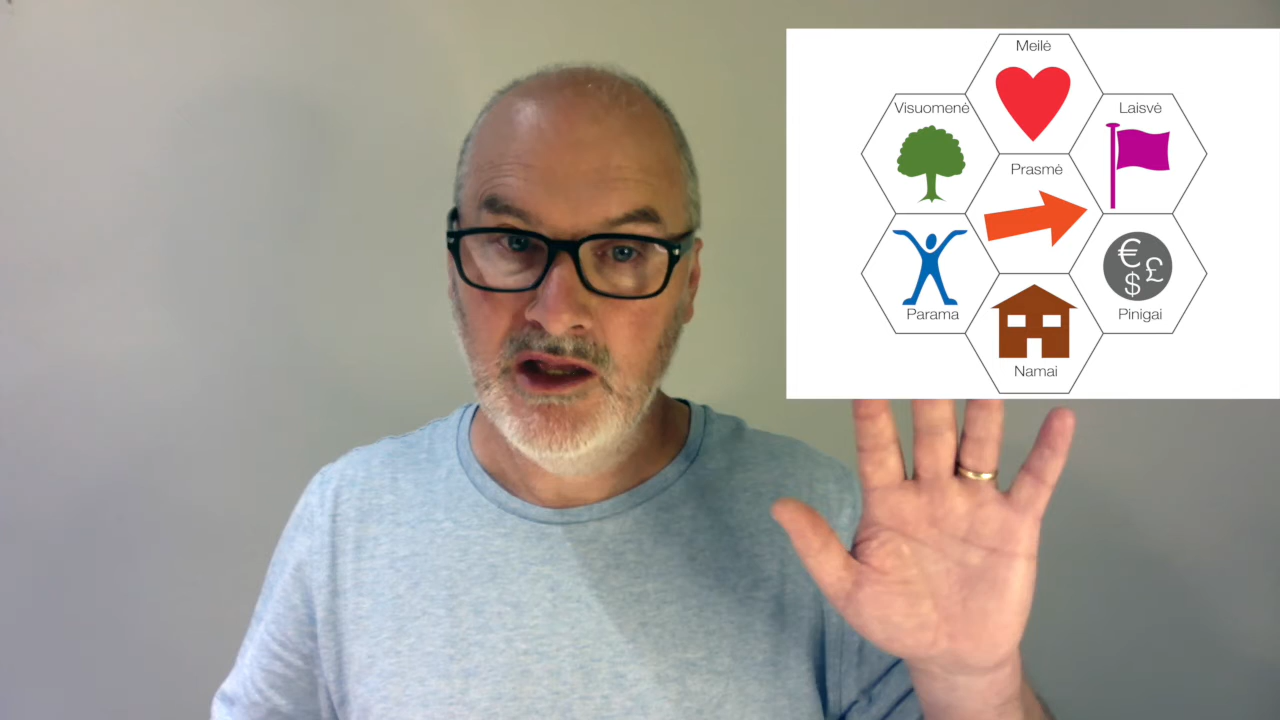 Meilė
Visuomenė
Laisvė
Prasmė
€
£
$
Parama
Pinigai
Namai